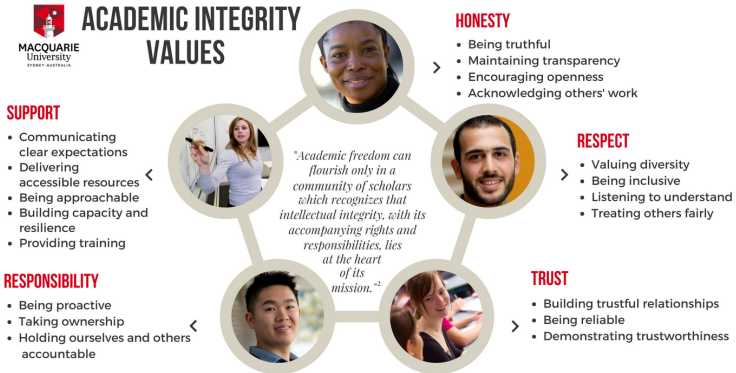 MACQUARIE
University
SYDNEY-AUSTRALIA
ACADEMIC INTEGRITY
VALUES
HONESTY
• Being truthful
• Maintaining transparency
• Encouraging openness
• Acknowledging others' work
SUPPORT
• Communicating
clear expectations
• Delivering
accessible resources
• Being approachable
• Building capacity and
resilience
• Providing training
"Academic freedom can
flourish only in a
community of scholars
which recognizes that
intellectual integrity, with its
accompanying rights and
responsibilities, lies
at the heart
of its
mission."²
RESPECT
• Valuing diversity
• Being inclusive
• Listening to understand
• Treating others fairly
RESPONSIBILITY
• Being proactive
• Taking ownership
• Holding ourselves and others
accountable
TRUST
• Building trustful relationships
• Being reliable
• Demonstrating trustworthiness